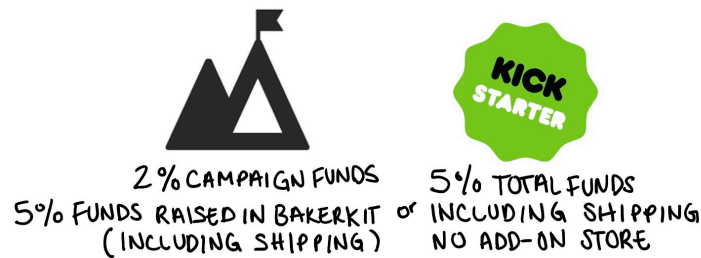 KICK
STARTER
2% CAMPAIGN FUNDS
5% FUNDS RAISED IN BAKERKIT
(INCLUDING SHIPPING)
or
5% TOTAL FUNDS
INCLUDING SHIPPING
NO ADD-ON STORE